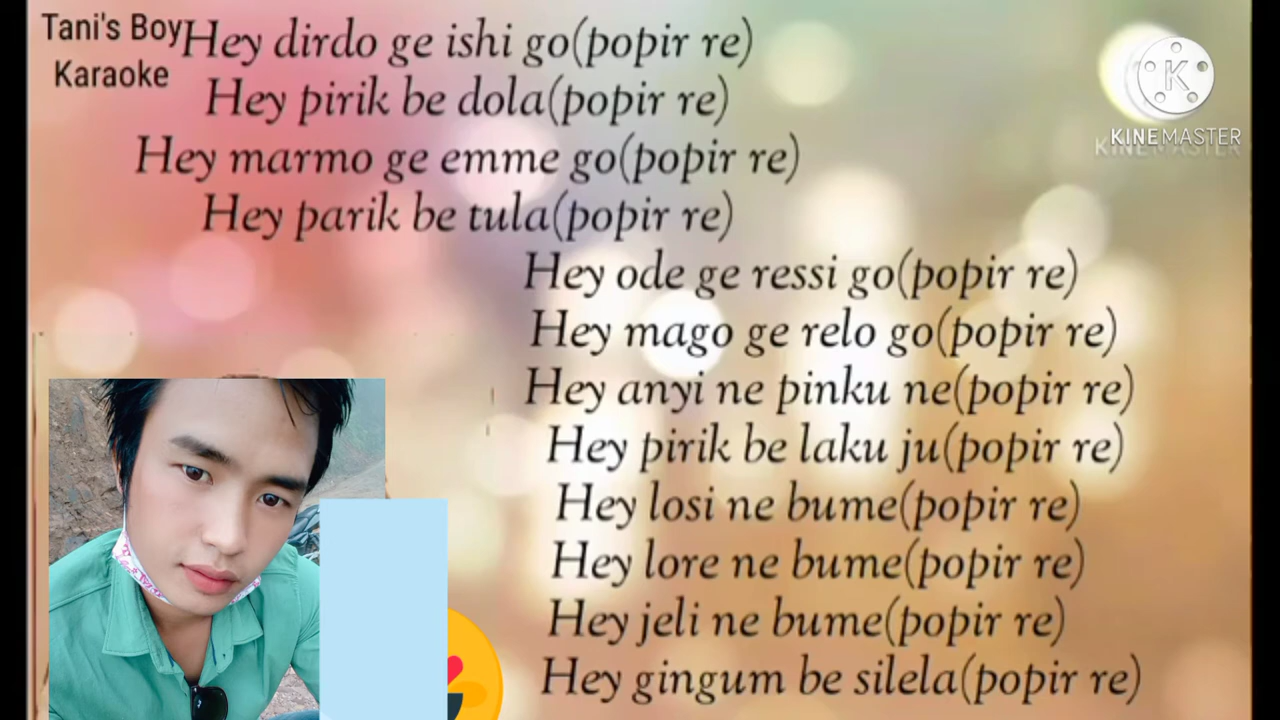 Tani's Boy
Karaoke
Hey dirdo ge ishi go(popir re)
Hey pirik be dola(popir re)
Hey marmo ge emme go(popir re)
Hey parik be tula(popir re)
Hey ode ge ressi go(popir re)
Hey mago ge relo go(popir re)
Hey anyi ne pinku ne(popir re)
Hey pirik be laku ju(popir re)
Hey losi ne bume(popir re)
Hey lore ne bume(popir re)
Hey jeli ne bume(popir re)
Hey gingum be silela(popir re)
K
KINEMASTER
KINEMASTER